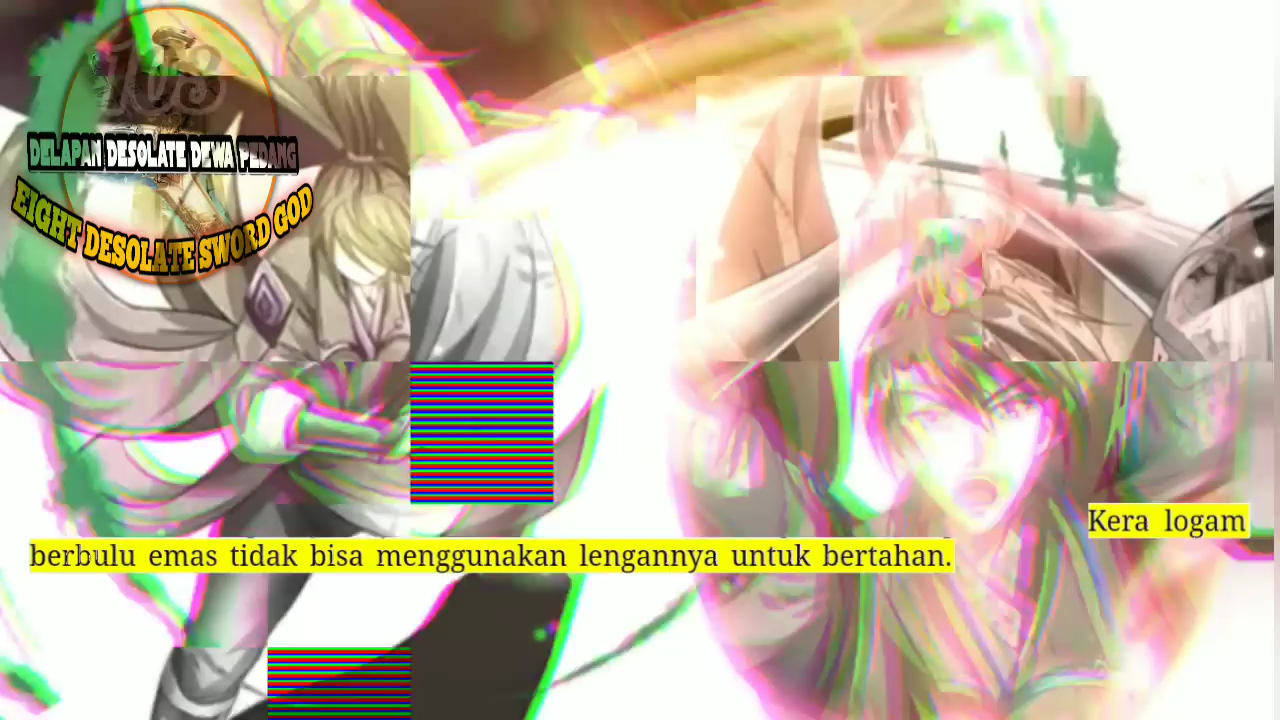 DELAPAN DESOLATE DEWA PEDANG
EIGHT DESOLATE SWORD GOD
Kera logam
berbulu emas tidak bisa menggunakan lengannya untuk bertahan.